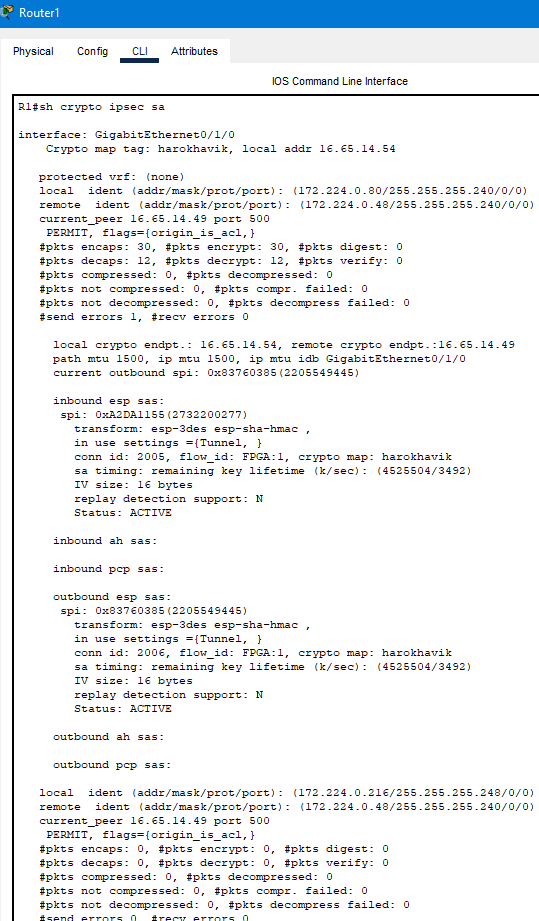 Router1
Physical Config CLI Attributes
IOS Command Line Interface
R1#sh crypto ipsec sa
interface: GigabitEthernet0/1/0
Crypto map tag: harokhavik, local addr 16.65.14.54
protected vrf: (none)
local ident (addr/mask/prot/port): (172.224.0.80/255.255.255.240/0/0)
remote ident (addr/mask/prot/port): (172.224.0.48/255.255.255.240/0/0)
current_peer 16.65.14.49 port 500
PERMIT, flags={origin_is_acl,}
#pkts encaps: 30, #pkts encrypt: 30, #pkts digest: 0
#pkts decaps: 12, #pkts decrypt: 12, #pkts verify: 0
#pkts compressed: 0, #pkts decompressed: 0
#pkts not compressed: 0, #pkts compr. failed: 0
#pkts not decompressed: 0, #pkts decompress failed: 0
#send errors 1, #recv errors 0
local crypto endpt.: 16.65.14.54, remote crypto endpt.:16.65.14.49
path mtu 1500, ip mtu 1500, ip mtu idb GigabitEthernet0/1/0
current outbound spi: 0x83760385(2205549445)
inbound esp sas:
spi: 0xA2DA1155(2732200277)
transform: esp-3des esp-sha-hmac ,
in use settings ={Tunnel, }
conn id: 2005, flow_id: FPGA:1, crypto map: harokhavik
sa timing: remaining key lifetime (k/sec): (4525504/3492)
IV size: 16 bytes
replay detection support: N
Status: ACTIVE
inbound ah sas:
inbound pcp sas:
outbound esp sas:
spi: 0x83760385(2205549445)
transform: esp-3des esp-sha-hmac ,
in use settings ={Tunnel, }
conn id: 2006, flow_id: FPGA:1, crypto map: harokhavik
sa timing: remaining key lifetime (k/sec): (4525504/3492)
IV size: 16 bytes
replay detection support: N
Status: ACTIVE
outbound ah sas:
outbound pcp sas:
local ident (addr/mask/prot/port): (172.224.0.216/255.255.255.248/0/0)
remote ident (addr/mask/prot/port): (172.224.0.48/255.255.255.240/0/0)
current_peer 16.65.14.49 port 500
PERMIT, flags={origin_is_acl,}
#pkts encaps: 0, #pkts encrypt: 0, #pkts digest: 0
#pkts decaps: 0, #pkts decrypt: 0, #pkts verify: 0
#pkts compressed: 0, #pkts decompressed: 0
#pkts not compressed: 0, #pkts compr. failed: 0
#pkts not decompressed: 0, #pkts decompress failed: 0
#send errors 0, #recv errors 0